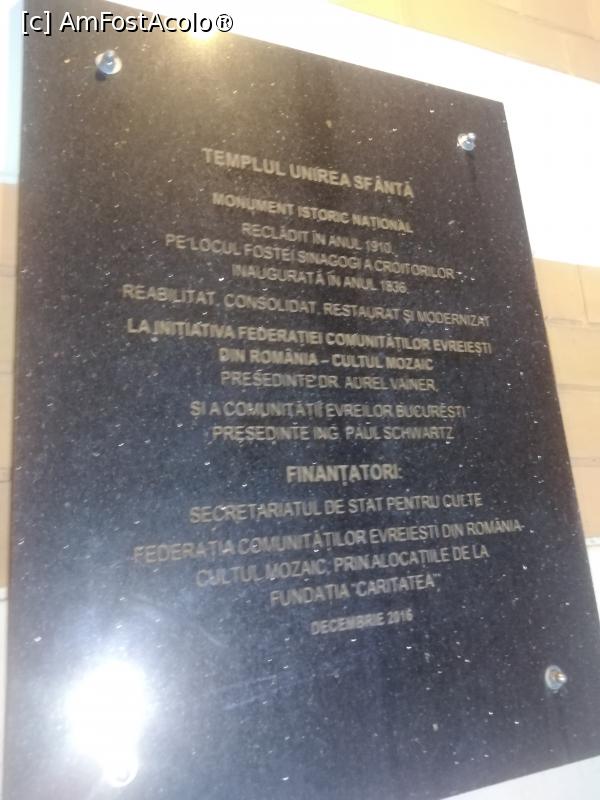 [c] AmFostAcolo®
TEMPLUL UNIREA SFÂNTĂ
MONUMENT ISTORIC NAȚIONAL
RECLĂDIT ÎN ANUL 1910,
PE LOCUL FOSTEI SINAGOGI A CROITORILOR -
INAUGURATĂ ÎN ANUL 1836.
REABILITAT, CONSOLIDAT, RESTAURAT ȘI MODERNIZAT
LA INIȚIATIVA FEDERAȚIEI COMUNITĂȚILOR EVREIEȘTI
DIN ROMÂNIA – CULTUL MOZAIC
PREȘEDINTE DR. AUREL VAINER,
ȘI A COMUNITĂȚII EVREILOR BUCUREȘTI
PREȘEDINTE ING. PAUL SCHWARTZ
FINANȚATORI:
SECRETARIATUL DE STAT PENTRU CULTE
FEDERAȚIA COMUNITĂȚILOR EVREIEȘTI DIN ROMÂNIA-
CULTUL MOZAIC, PRIN ALOCAȚIILE DE LA
FUNDAȚIA "CARITATEA",
DECEMBRIE 2016